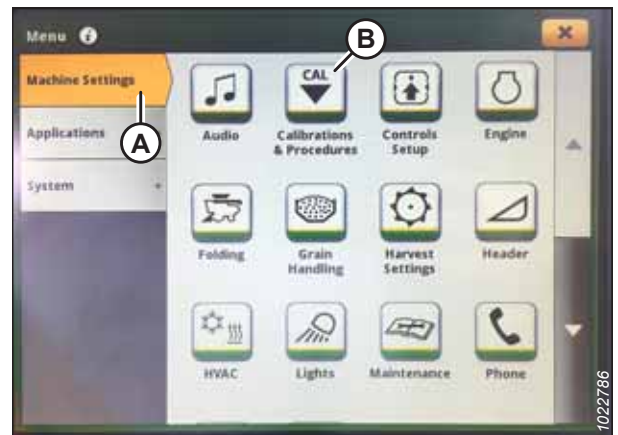 Menu i
B
Machine Settings
A
Applications
System
CAL
Audio
Calibrations
& Procedures
Controls
Setup
Engine
Folding
Grain
Handling
Harvest
Settings
Header
HVAC
Lights
Maintenance
Phone
1022786